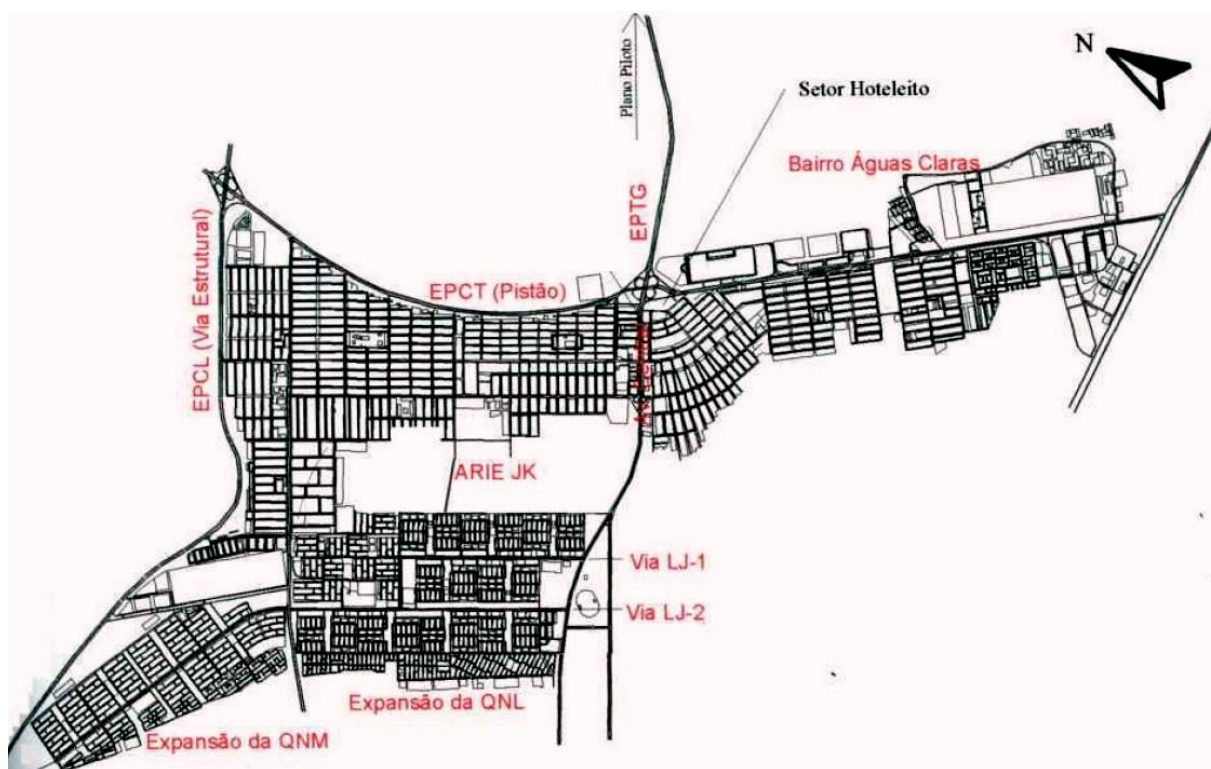 N
Plano Piloto
Setor Hoteleito
Bairro Águas Claras
EPTG
EPCL (Via Estrutural)
EPCT (Pistão)
ARIE JK
Via LJ-1
Via LJ-2
Expansão da QNL
Expansão da QNM